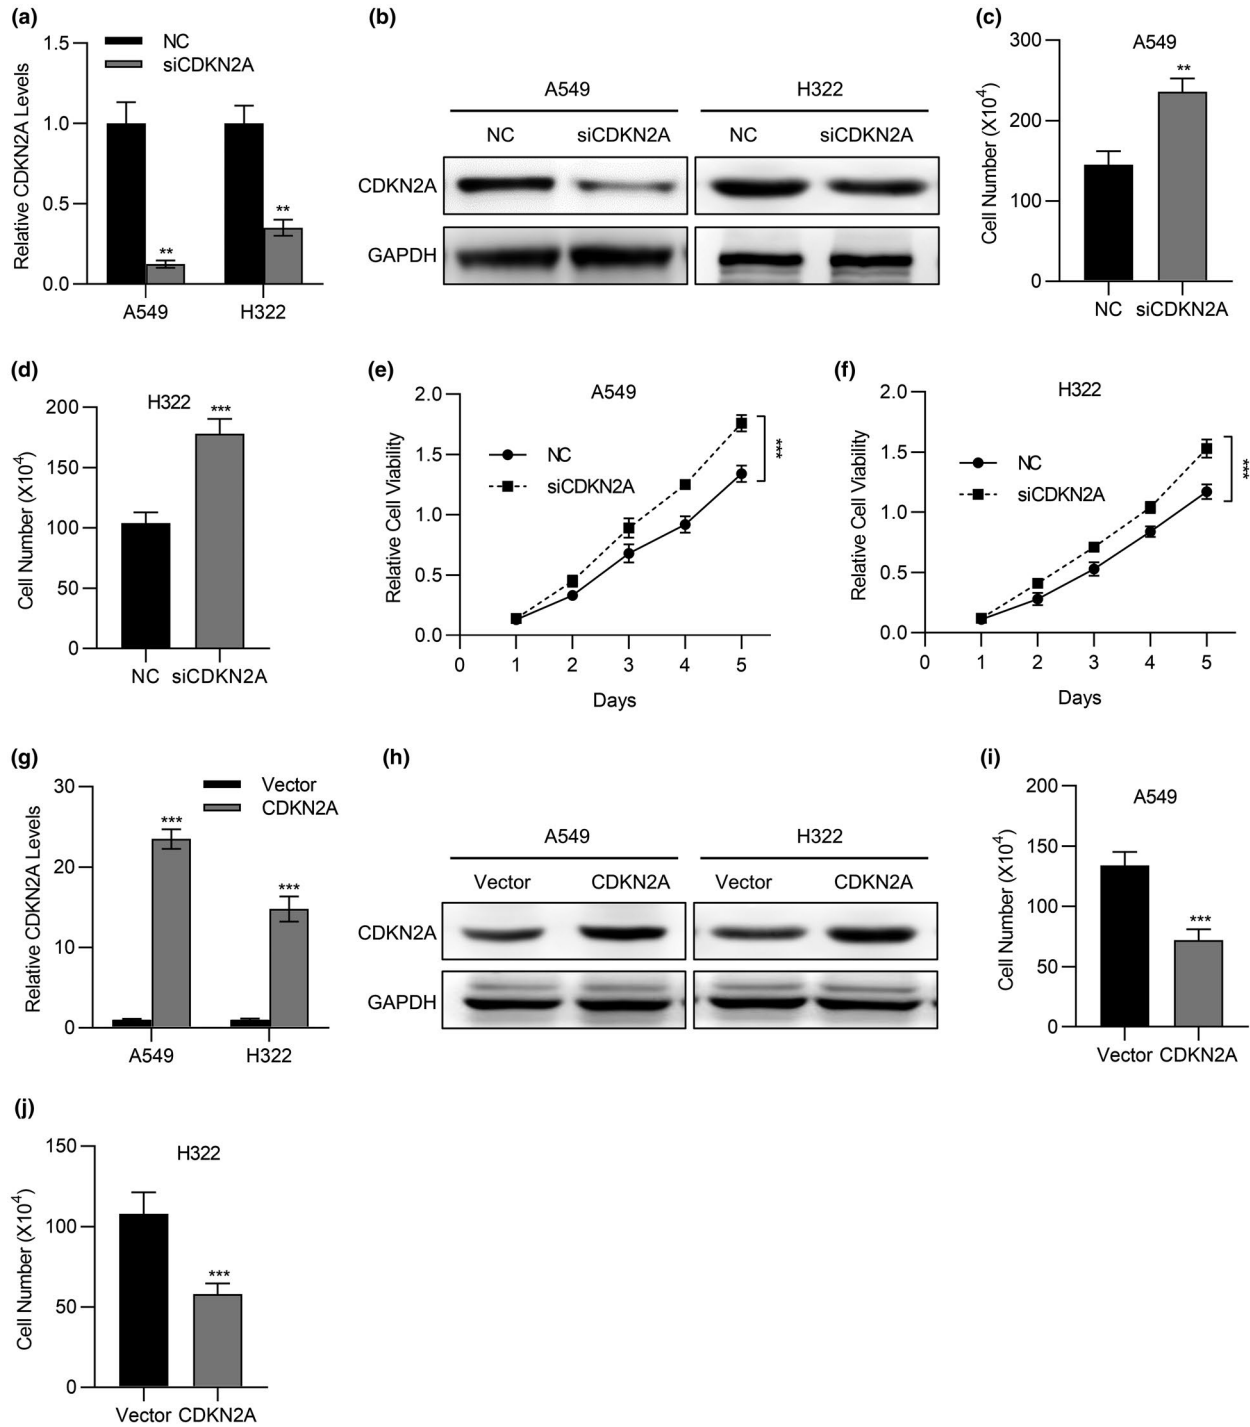 (a)
1.5
1.0
0.5
0.0
Relative CDKN2A Levels
NC
siCDKN2A
**
**
A549
H322
(b)
A549
H322
NC
siCDKN2A
NC
siCDKN2A
CDKN2A
GAPDH
(c)
A549
300
200
100
0
Cell Number (X10⁴)
**
NC
siCDKN2A
(d)
H322
200
150
100
50
0
Cell Number (X10⁴)
***
NC
siCDKN2A
(e)
A549
2.0
1.5
1.0
0.5
0.0
Relative Cell Viability
NC
siCDKN2A
***
0
1
2
3
4
5
Days
(f)
H322
2.0
1.5
1.0
0.5
0.0
Relative Cell Viability
NC
siCDKN2A
***
0
1
2
3
4
5
Days
(g)
30
20
10
0
Relative CDKN2A Levels
Vector
CDKN2A
***
***
A549
H322
(h)
A549
H322
Vector
CDKN2A
Vector
CDKN2A
CDKN2A
GAPDH
(i)
A549
200
150
100
50
0
Cell Number (X10⁴)
***
Vector
CDKN2A
(j)
H322
150
100
50
0
Cell Number (X10⁴)
***
Vector
CDKN2A